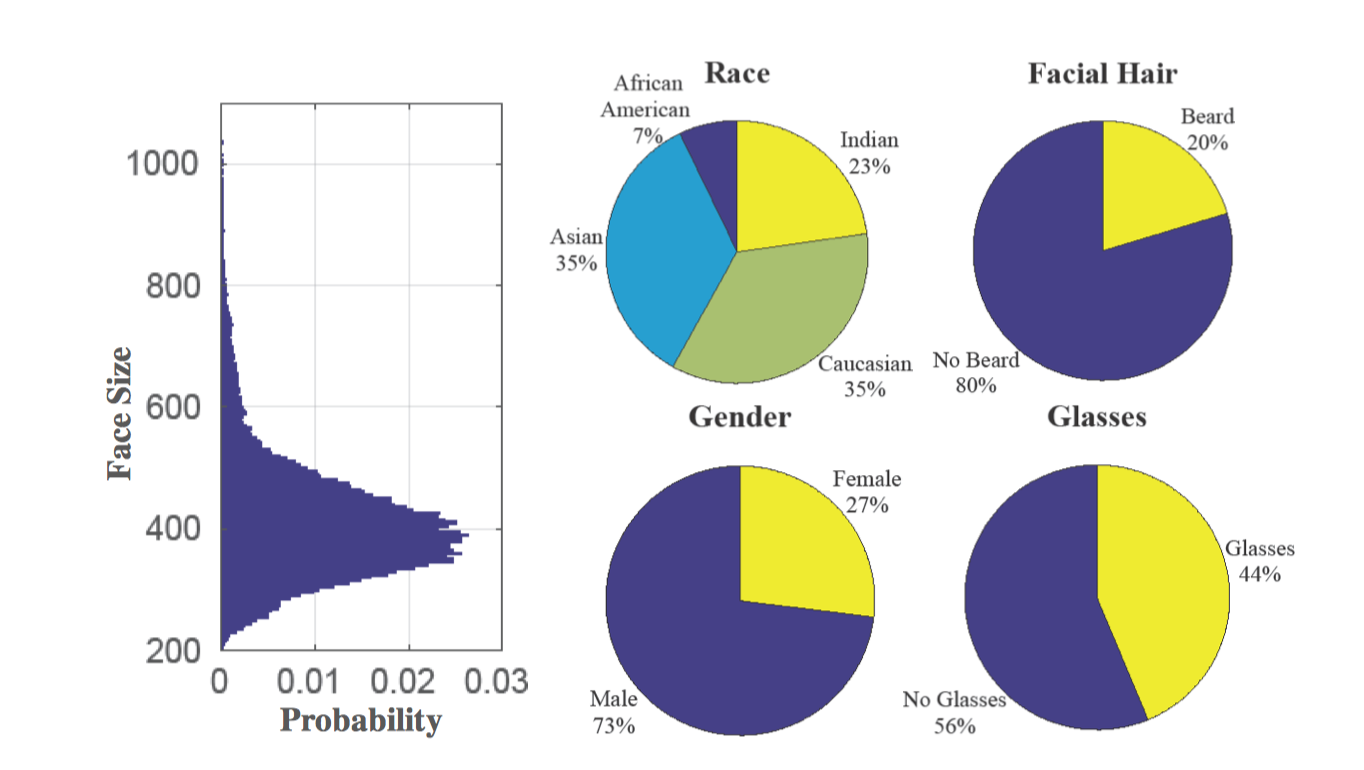 1000
800
600
400
200
Face Size
0 0.01 0.02 0.03
Probability
Race
African
American
7%
Indian
23%
Asian
35%
Caucasian
35%
Facial Hair
Beard
20%
No Beard
80%
Gender
Female
27%
Male
73%
Glasses
Glasses
44%
No Glasses
56%